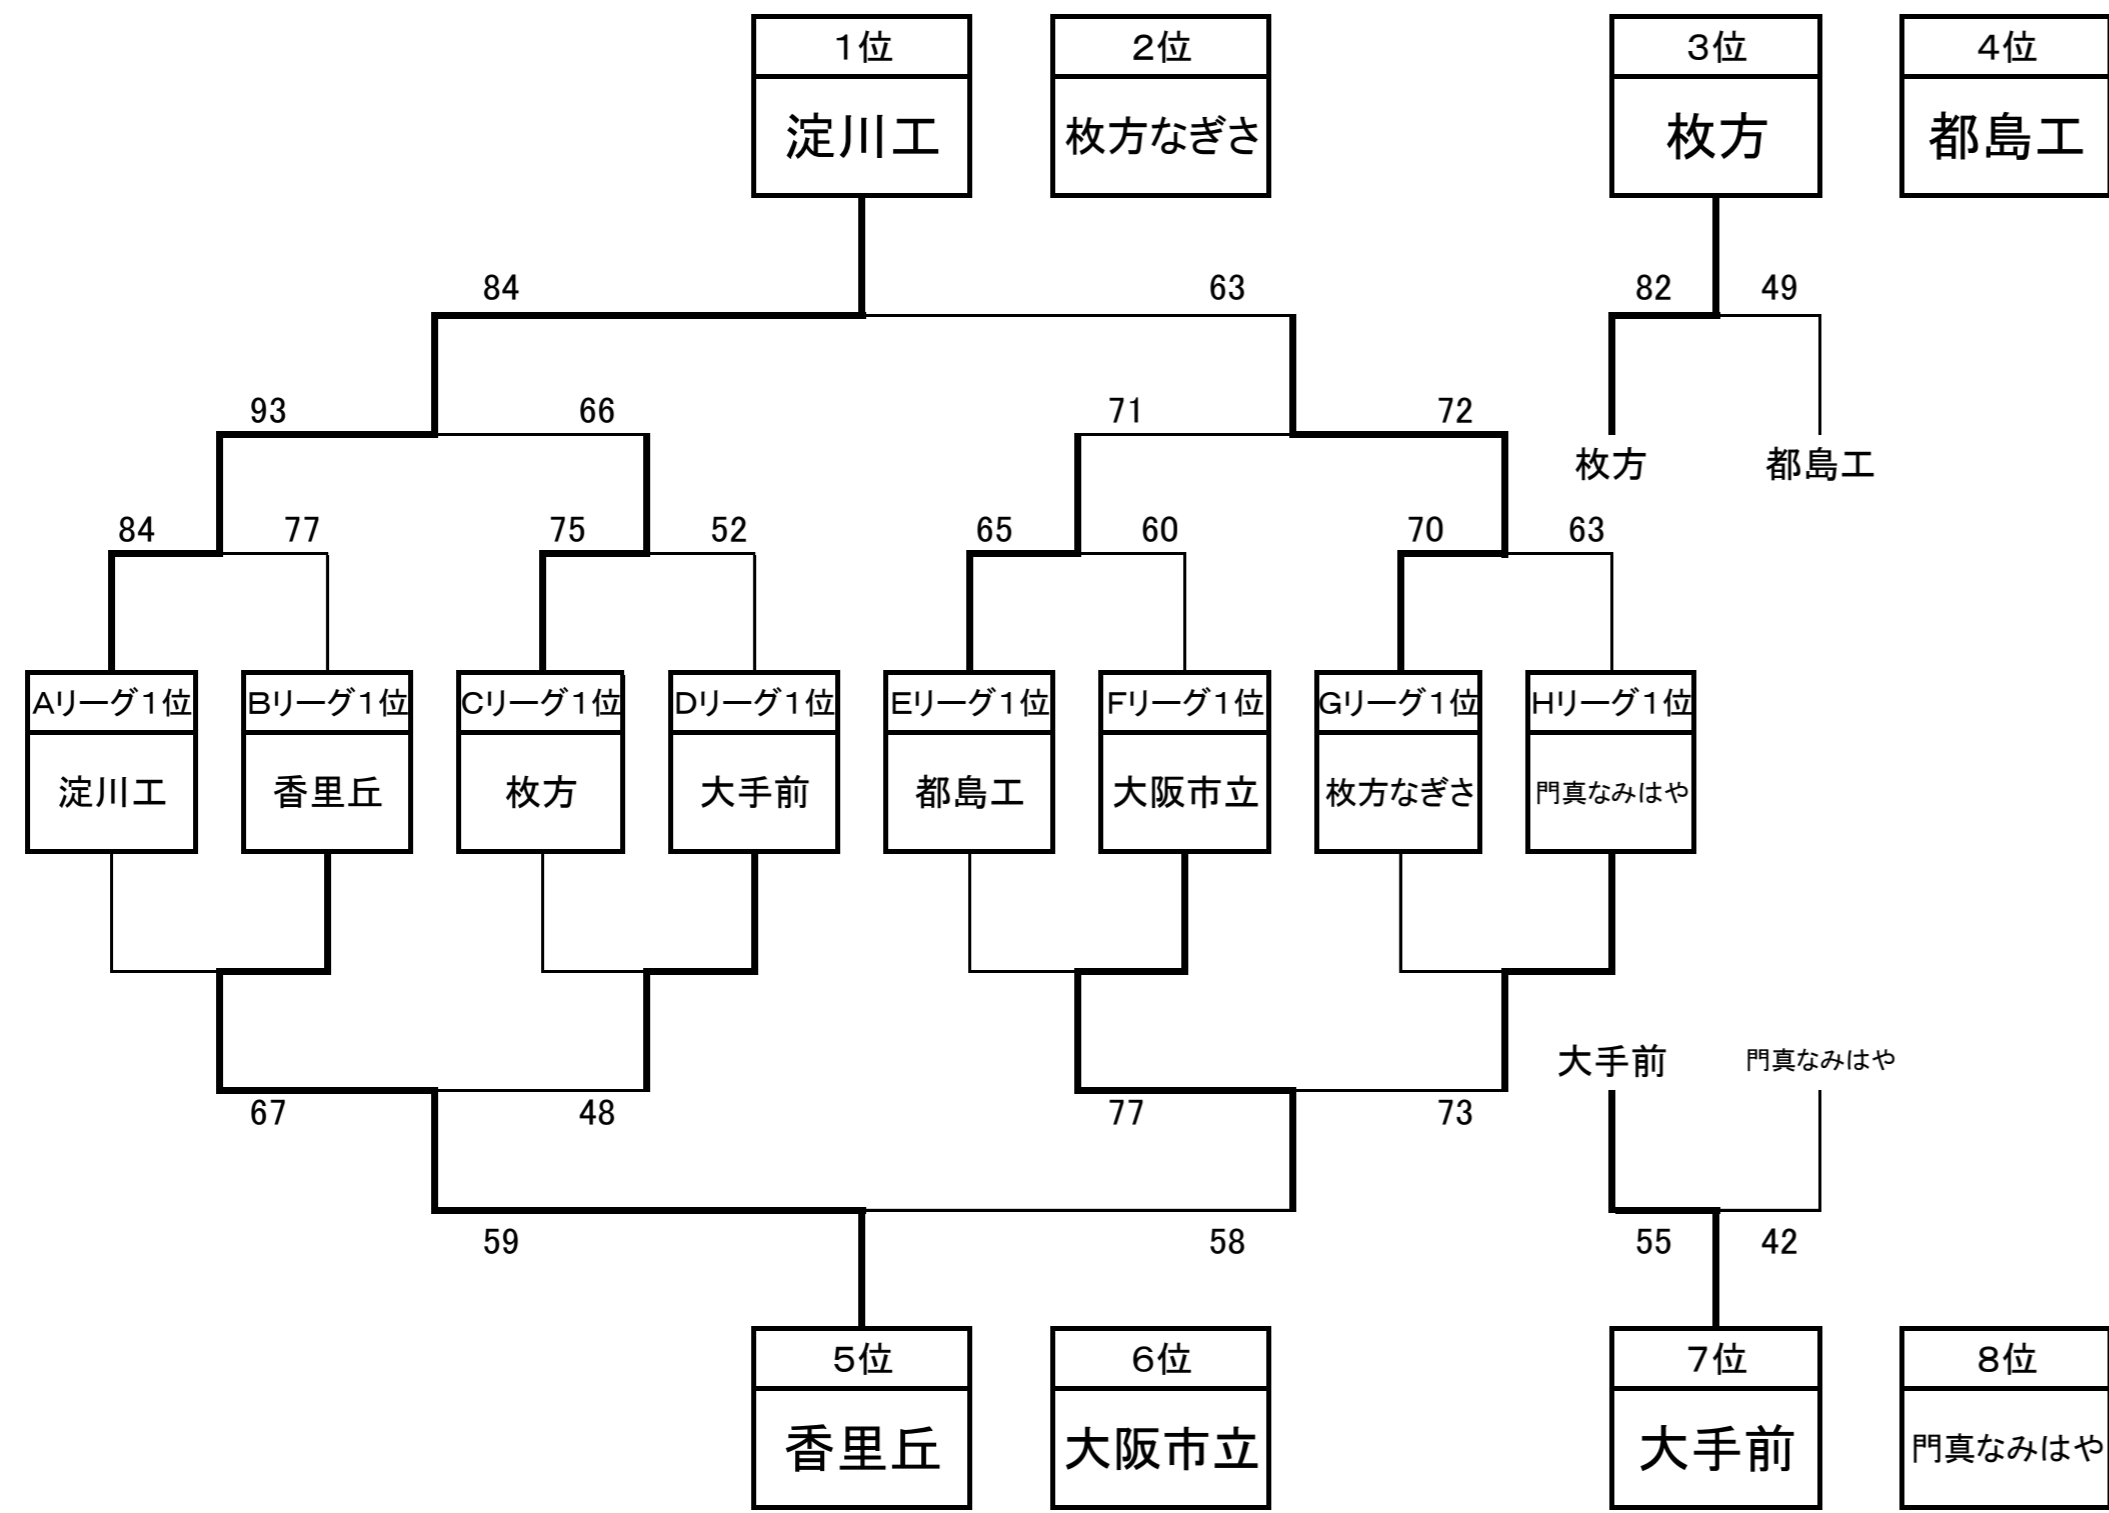 １位 ２位 ３位 ４位
淀川工 枚方なぎさ 枚方 都島工
84 63 82 49
93 66 71 72
枚方 都島工
84 77 75 52 65 60 70 63
Aリーグ１位 Bリーグ１位 Cリーグ１位 Dリーグ１位 Eリーグ１位 Fリーグ１位 Gリーグ１位 Hリーグ１位
淀川工 香里丘 枚方 大手前 都島工 大阪市立 枚方なぎさ 門真なみはや
大手前 門真なみはや
67 48 77 73
59 58 55 42
５位 ６位 ７位 ８位
香里丘 大阪市立 大手前 門真なみはや